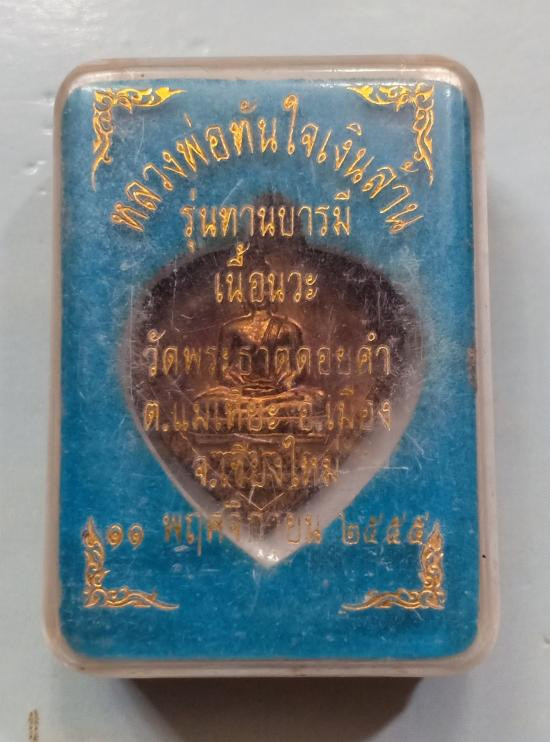 หลวงพ่อทันใจเงินล้าน
รุ่นทานบารมี
เนื้อนวะ
วัดพระธาตุดอยคำ
ต.แม่เหียะ อ.เมือง
จ.เชียงใหม่
๑๑ พฤศจิกายน ๒๕๕๕